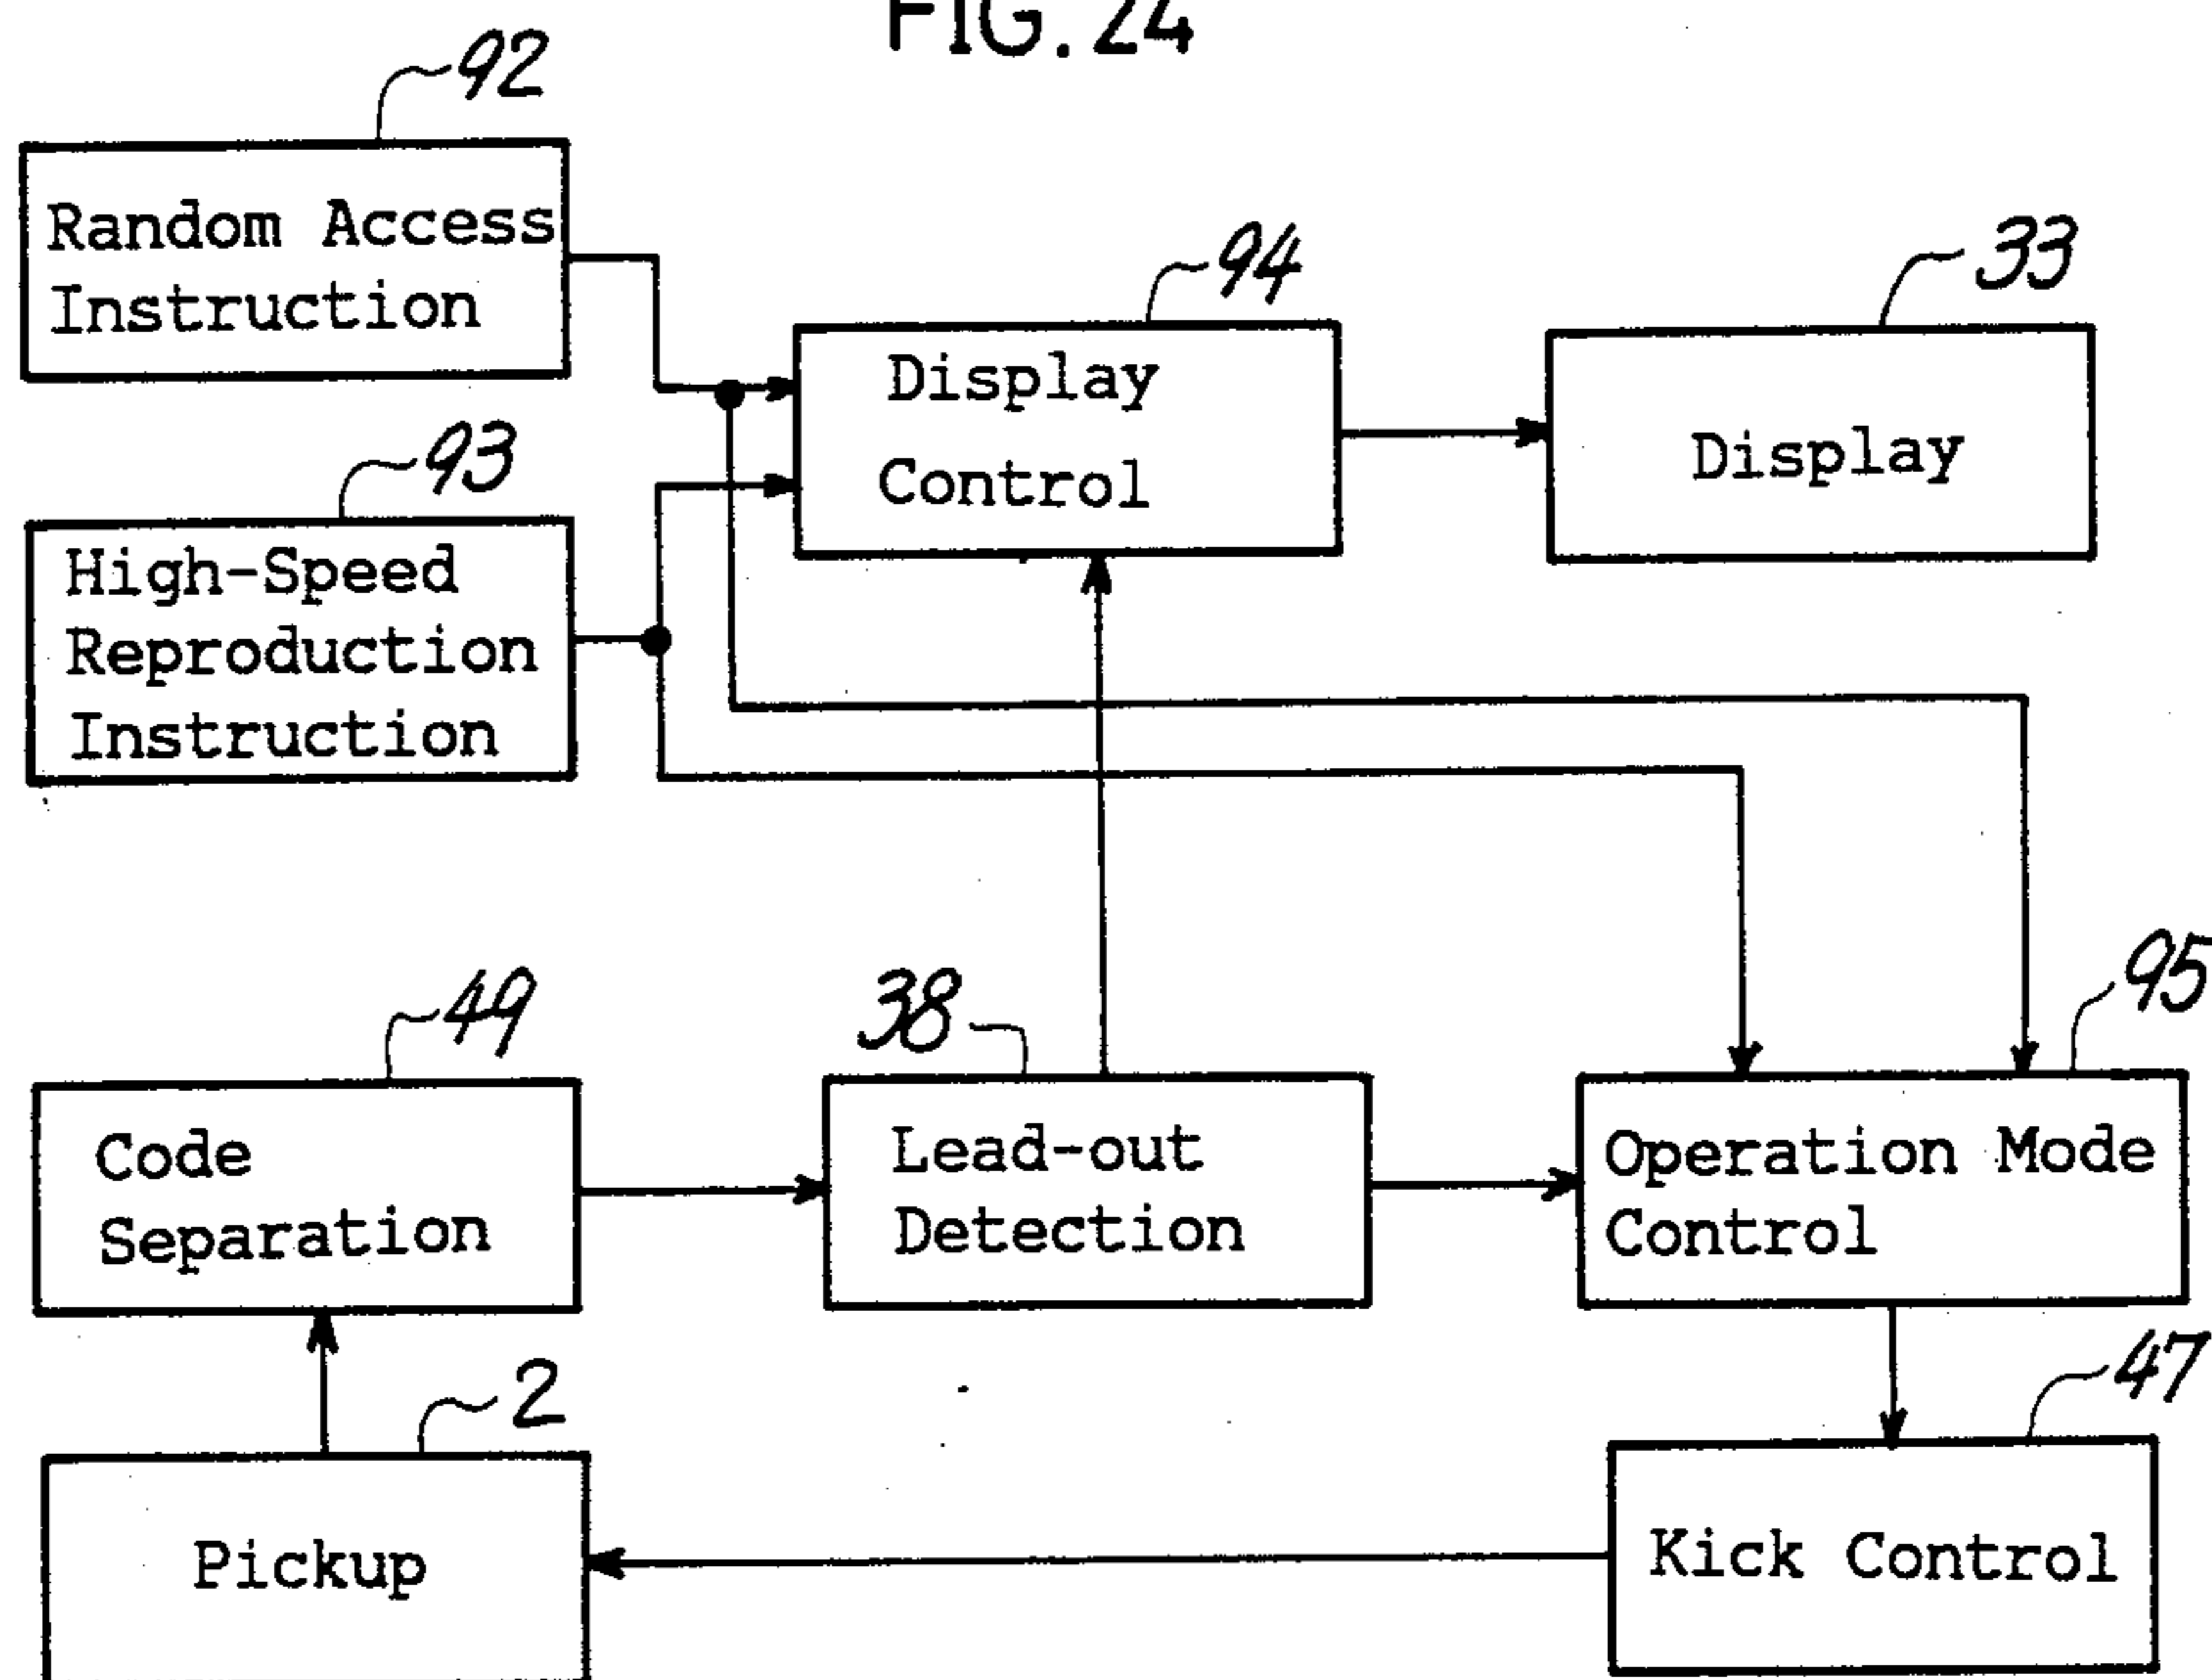 FIG. 24
92
Random Access
Instruction
94
Display
Control
33
Display
93
High-Speed
Reproduction
Instruction
49
Code
Separation
38
Lead-out
Detection
95
Operation Mode
Control
2
Pickup
47
Kick Control